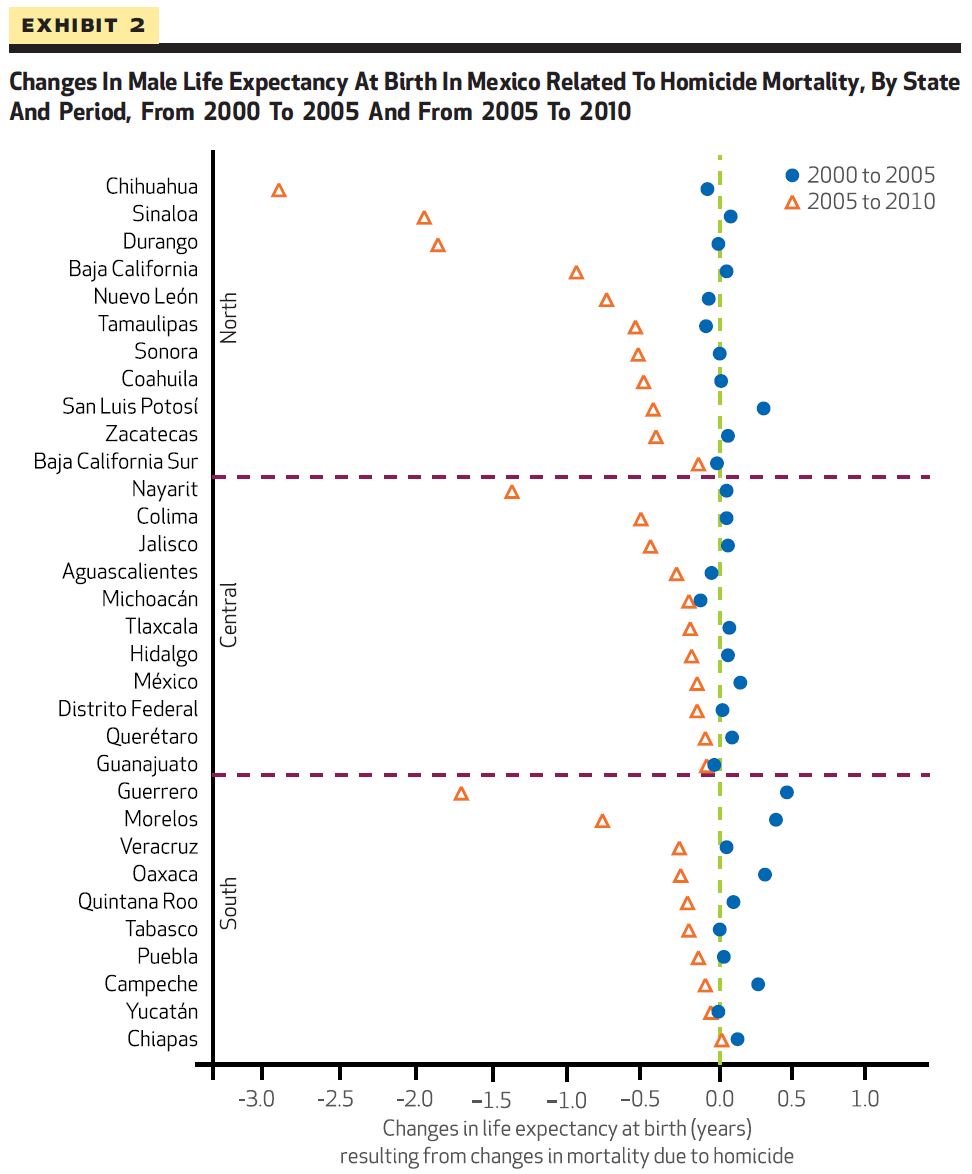 EXHIBIT 2
Changes In Male Life Expectancy At Birth In Mexico Related To Homicide Mortality, By State
And Period, From 2000 To 2005 And From 2005 To 2010
2000 to 2005
2005 to 2010
Chihuahua
Sinaloa
Durango
Baja California
Nuevo León
Tamaulipas
Sonora
Coahuila
San Luis Potosí
Zacatecas
Baja California Sur
North
Nayarit
Colima
Jalisco
Aguascalientes
Michoacán
Tlaxcala
Hidalgo
México
Distrito Federal
Querétaro
Guanajuato
Central
Guerrero
Morelos
Veracruz
Oaxaca
Quintana Roo
Tabasco
Puebla
Campeche
Yucatán
Chiapas
South
-3.0 -2.5 -2.0 –1.5 –1.0 –0.5 0.0 0.5 1.0
Changes in life expectancy at birth (years)
resulting from changes in mortality due to homicide